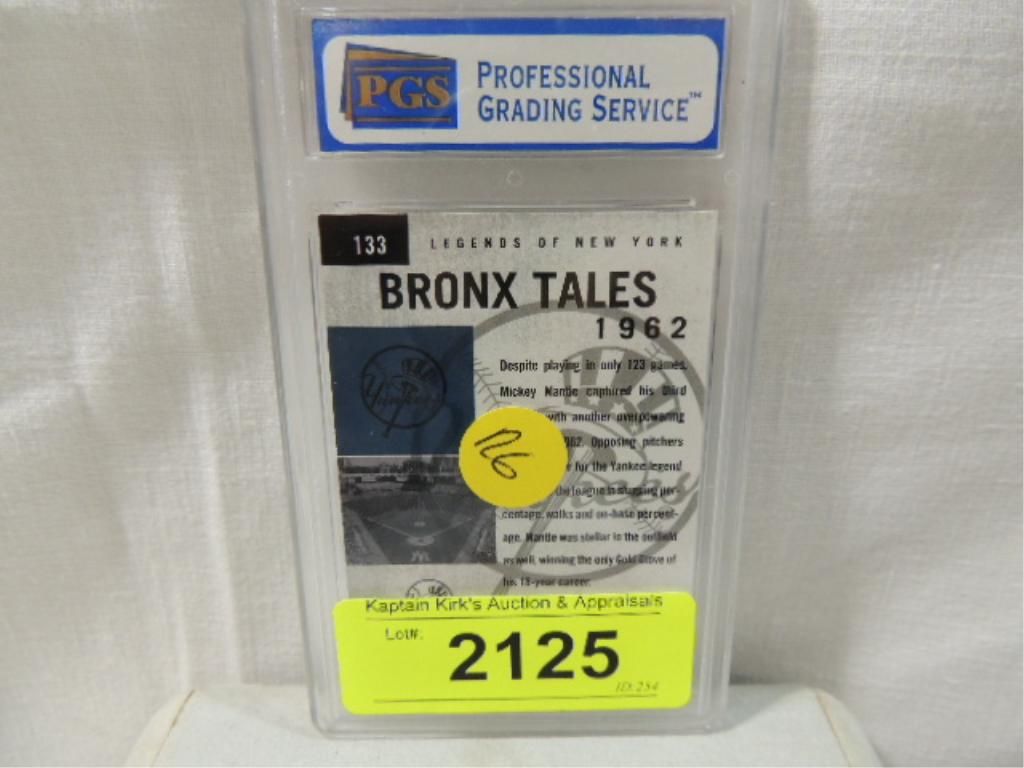 PGS PROFESSIONAL
GRADING SERVICE™
133 LEGENDS OF NEW YORK
BRONX TALES
1962
Despite playing in only 123 games,
Mickey Mantle captured his third
with another overpowering
Opposing pitchers
for the Yankee legend
the league in slugging per-
centage, walks and on-base percent-
age. Mantle was stellar in the outfield
as well, winning the only Gold Glove of
his 18-year career.
Yankees
Kaptain Kirk's Auction & Appraisals
Lot#: 2125
ID:254